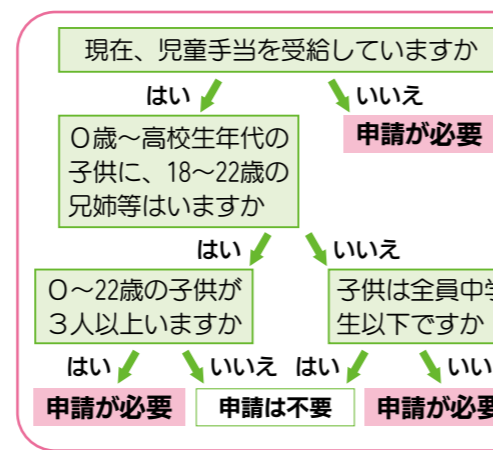 現在、児童手当を受給していますか
はい
いいえ
０歳～高校生年代の
子供に、18～22歳の
兄姉等はいますか
申請が必要
はい
いいえ
０～22歳の子供が
３人以上いますか
子供は全員中学
生以下ですか
はい
いいえ
はい
いい
申請が必要
申請は不要
申請が必要